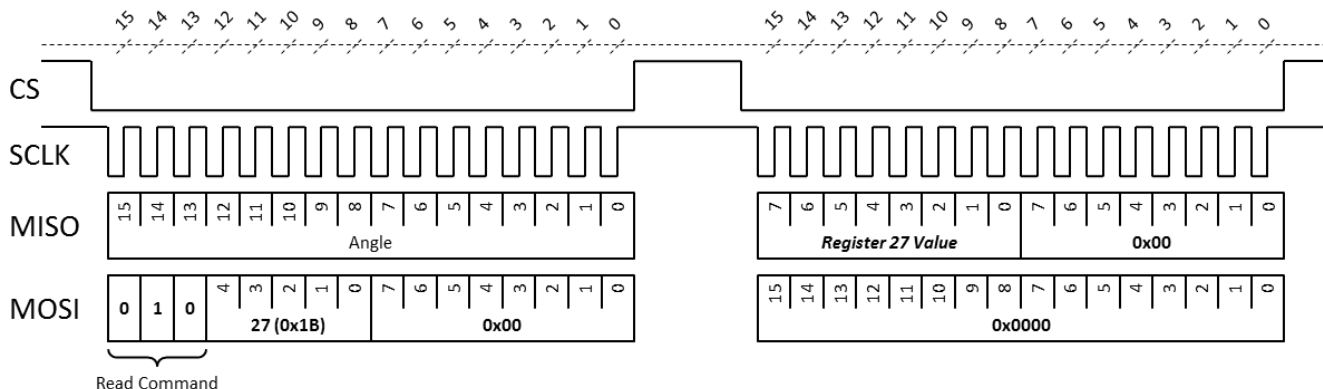 15 14 13 12 11 10 9 8 7 6 5 4 3 2 1 0 15 14 13 12 11 10 9 8 7 6 5 4 3 2 1 0
CS
SCLK
MISO
15 14 13 12 11 10 9 8 7 6 5 4 3 2 1 0 7 6 5 4 3 2 1 0 7 6 5 4 3 2 1 0
Angle Register 27 Value 0x00
MOSI
0 1 0 4 3 2 1 0 7 6 5 4 3 2 1 0 15 14 13 12 11 10 9 8 7 6 5 4 3 2 1 0
27 (0x1B) 0x00 0x0000
Read Command